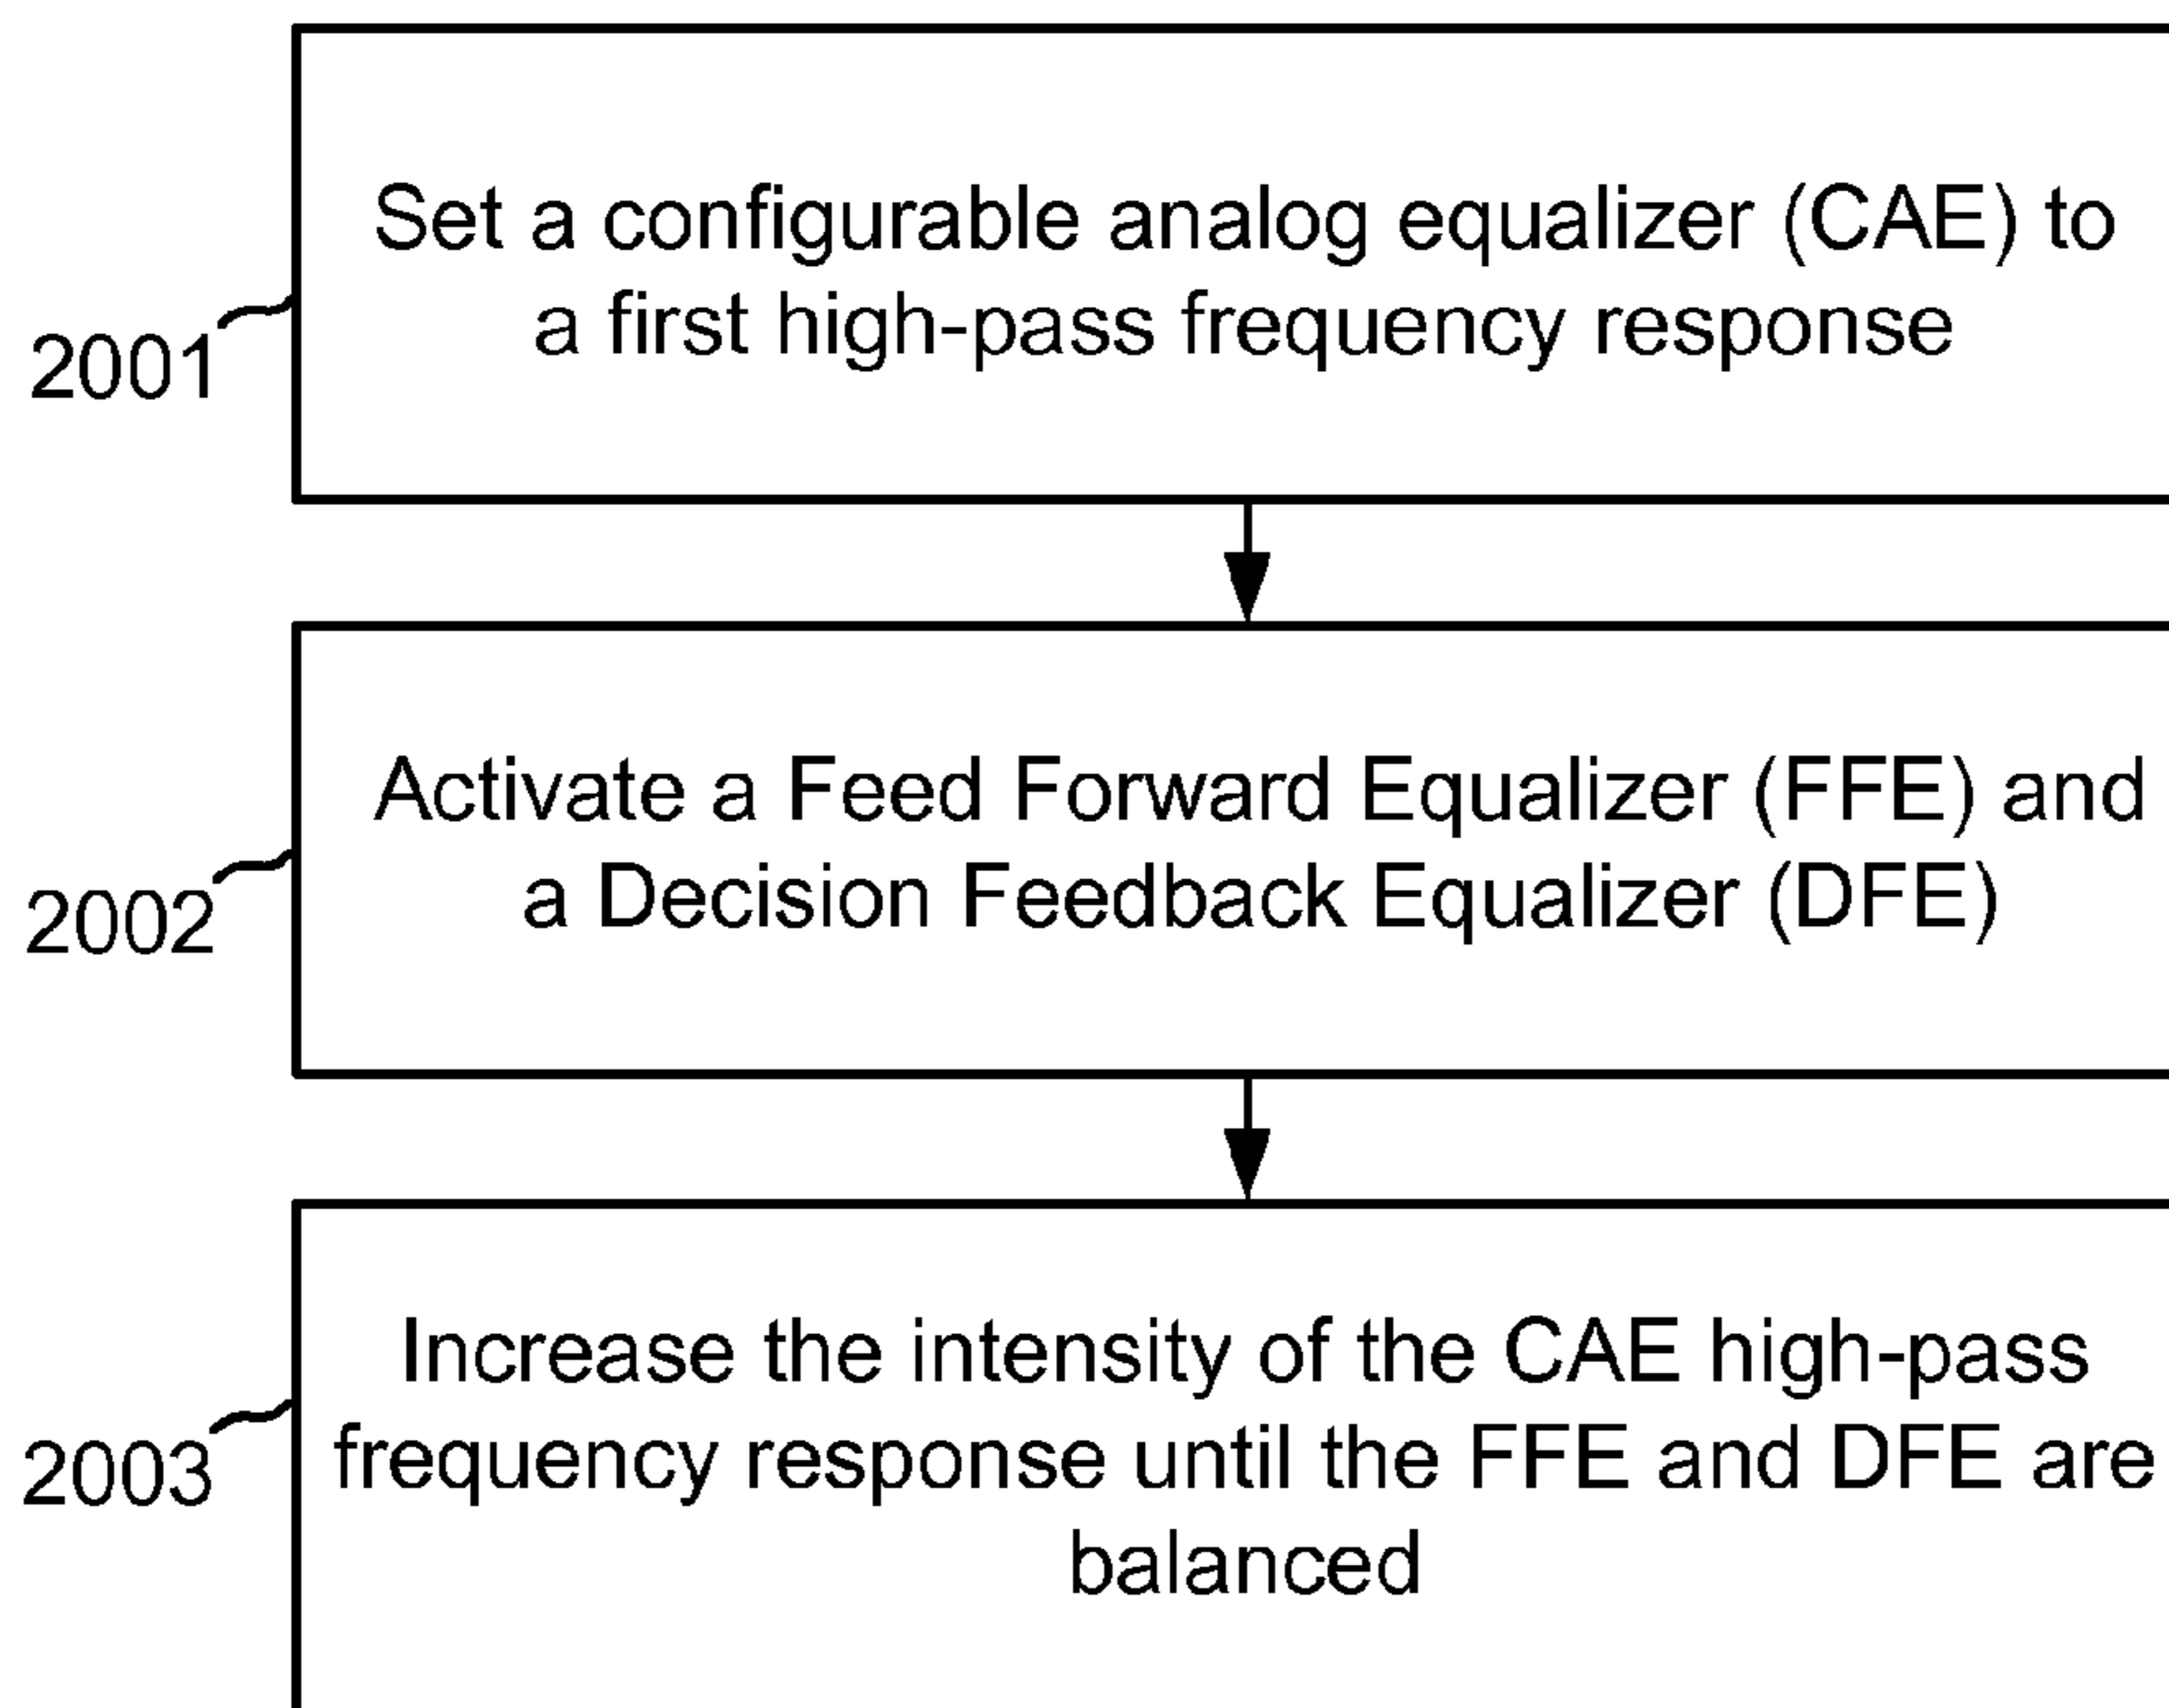 Set a configurable analog equalizer (CAE) to
a first high-pass frequency response
2001
Activate a Feed Forward Equalizer (FFE) and
a Decision Feedback Equalizer (DFE)
2002
Increase the intensity of the CAE high-pass
frequency response until the FFE and DFE are
balanced
2003